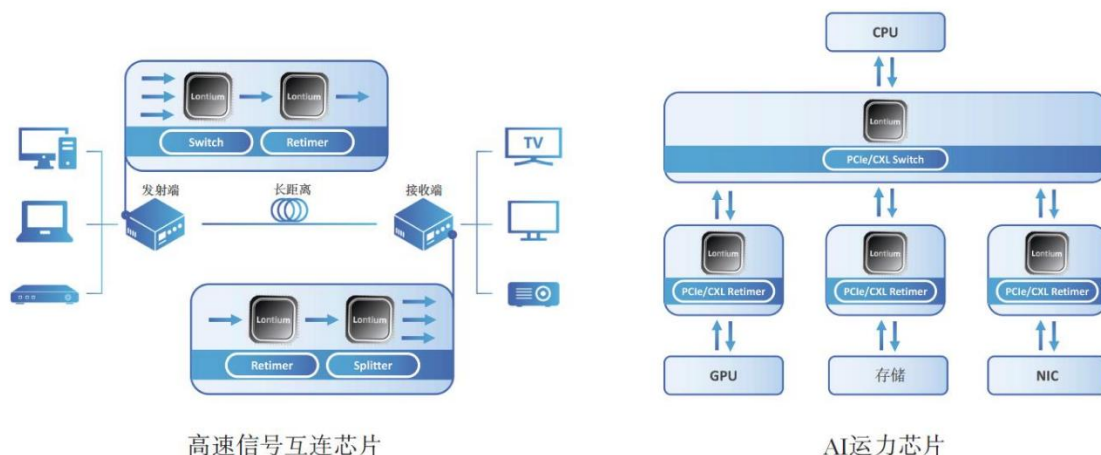 Lontium
Lontium
Switch
Retimer
发射端
长距离
接收端
TV
Lontium
Lontium
Retimer
Splitter
高速信号互连芯片
CPU
Lontium
PCIe/CXL Switch
Lontium
Lontium
Lontium
PCIe/CXL Retimer
PCIe/CXL Retimer
PCIe/CXL Retimer
GPU
存储
NIC
AI运力芯片